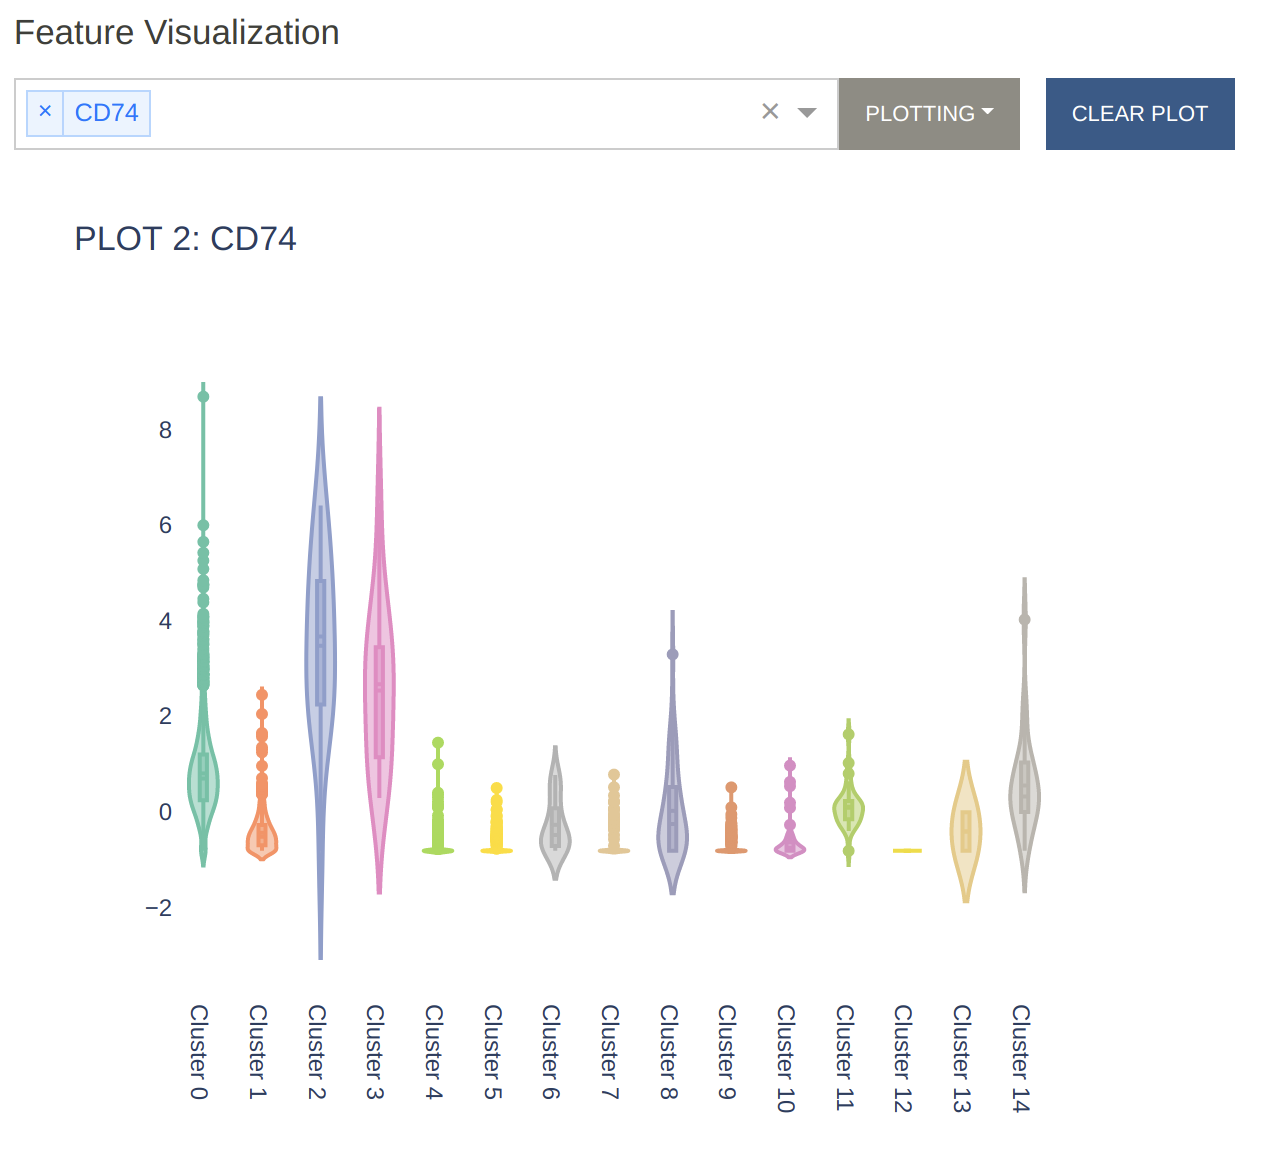 Feature Visualization
× CD74
PLOTTING
CLEAR PLOT
PLOT 2: CD74
8
6
4
2
0
−2
Cluster 0
Cluster 1
Cluster 2
Cluster 3
Cluster 4
Cluster 5
Cluster 6
Cluster 7
Cluster 8
Cluster 9
Cluster 10
Cluster 11
Cluster 12
Cluster 13
Cluster 14